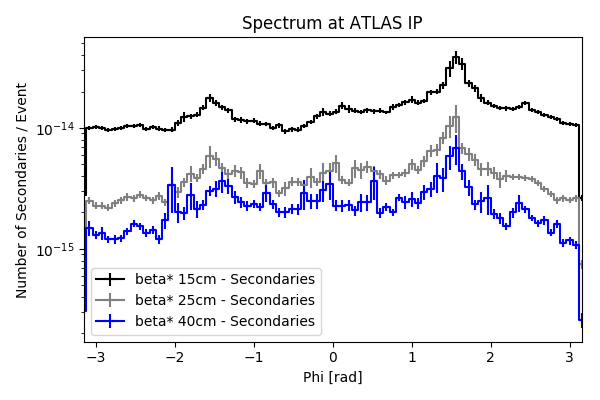 Spectrum at ATLAS IP
Number of Secondaries / Event
10⁻¹⁴
10⁻¹⁵
beta* 15cm - Secondaries
beta* 25cm - Secondaries
beta* 40cm - Secondaries
−3 −2 −1 0 1 2 3
Phi [rad]